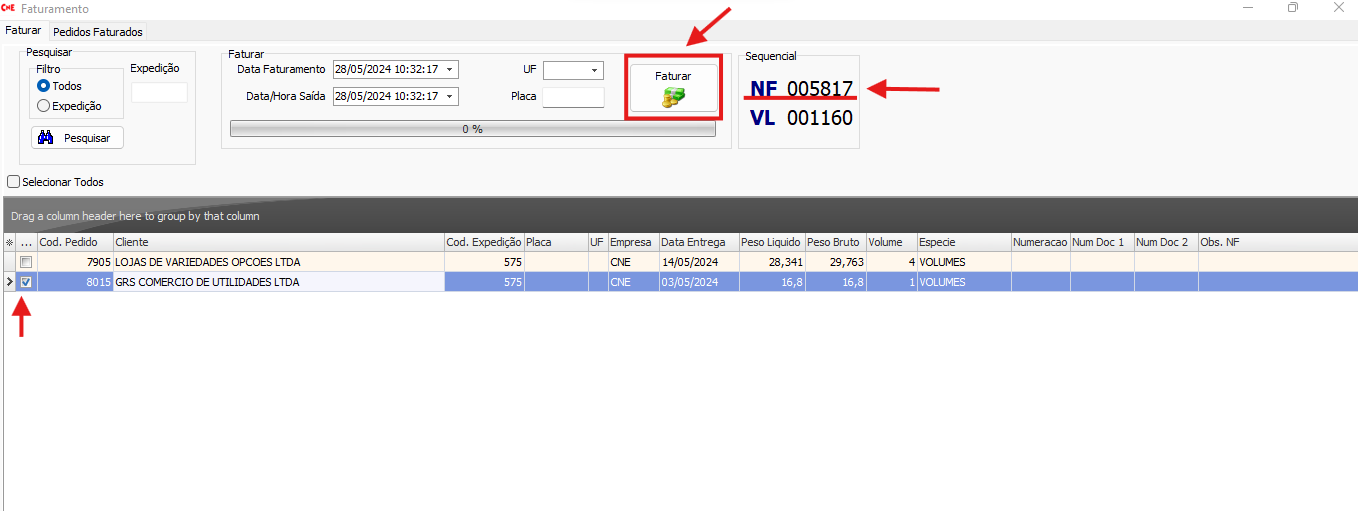 CNE Faturamento
Faturar Pedidos Faturados
Pesquisar
Filtro
Todos
Expedição
Expedição
Pesquisar
Faturar
Data Faturamento 28/05/2024 10:32:17
Data/Hora Saída 28/05/2024 10:32:17
UF
Placa
Faturar
0 %
Sequencial
NF 005817
VL 001160
Selecionar Todos
Drag a column header here to group by that column
... Cod. Pedido Cliente Cod. Expedição Placa UF Empresa Data Entrega Peso Liquido Peso Bruto Volume Especie Numeracao Num Doc 1 Num Doc 2 Obs. NF
7905 LOJAS DE VARIEDADES OPCOES LTDA 575 CNE 14/05/2024 28,341 29,763 4 VOLUMES
8015 GRS COMERCIO DE UTILIDADES LTDA 575 CNE 03/05/2024 16,8 16,8 1 VOLUMES